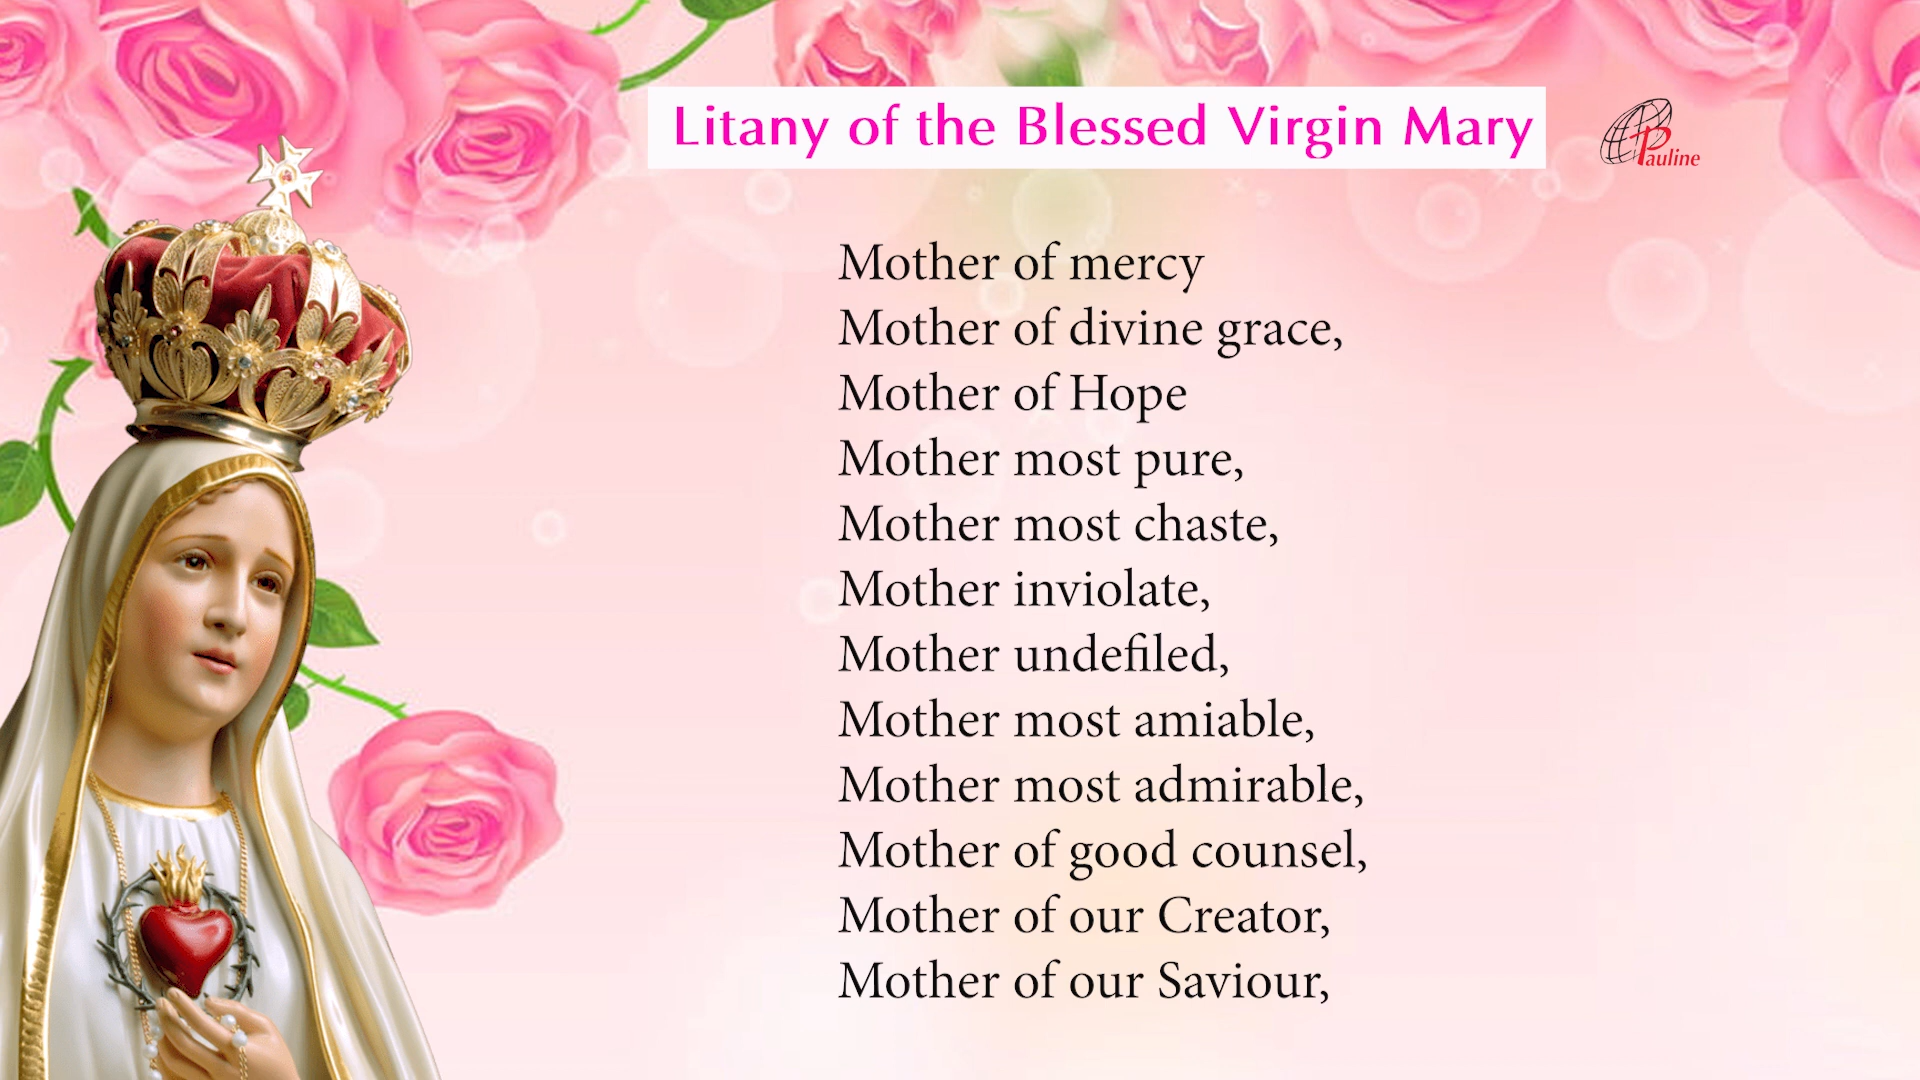 Litany of the Blessed Virgin Mary
Pauline
Mother of mercy
Mother of divine grace,
Mother of Hope
Mother most pure,
Mother most chaste,
Mother inviolate,
Mother undefiled,
Mother most amiable,
Mother most admirable,
Mother of good counsel,
Mother of our Creator,
Mother of our Saviour,